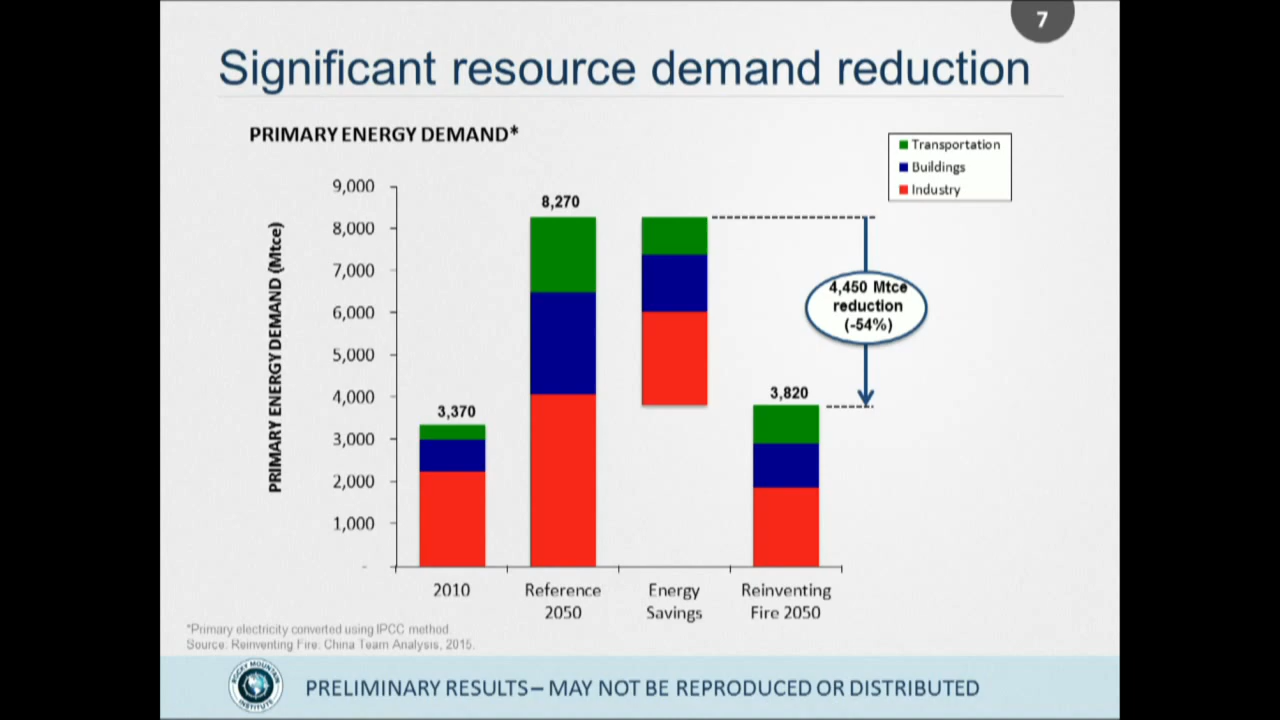 7
Significant resource demand reduction
PRIMARY ENERGY DEMAND*
Transportation
Buildings
Industry
PRIMARY ENERGY DEMAND (Mtce)
9,000
8,000
7,000
6,000
5,000
4,000
3,000
2,000
1,000
-
3,370
8,270
3,820
4,450 Mtce
reduction
(-54%)
2010
Reference
2050
Energy
Savings
Reinventing
Fire 2050
*Primary electricity converted using IPCC method.
Source: Reinventing Fire: China Team Analysis, 2015.
ROCKY MOUNTAIN
INSTITUTE
PRELIMINARY RESULTS – MAY NOT BE REPRODUCED OR DISTRIBUTED